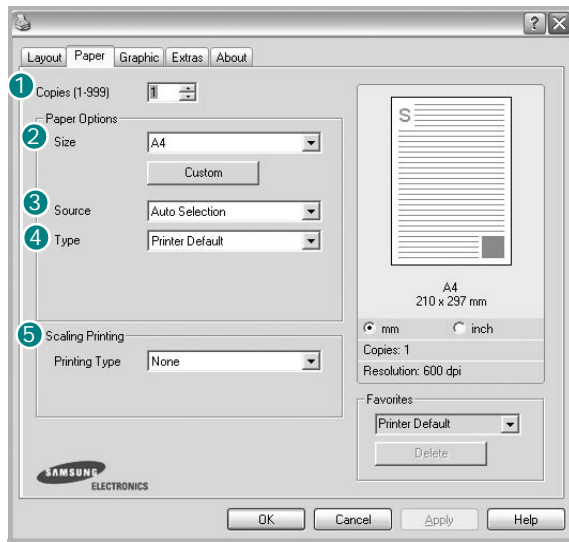 ?
Layout Paper Graphic Extras About
1 Copies (1-999) 1
Paper Options
2 Size A4
Custom
3 Source Auto Selection
4 Type Printer Default
5 Scaling Printing
Printing Type None
S
A4
210 x 297 mm
mm inch
Copies: 1
Resolution: 600 dpi
Favorites
Printer Default
Delete
SAMSUNG
ELECTRONICS
OK Cancel Apply Help